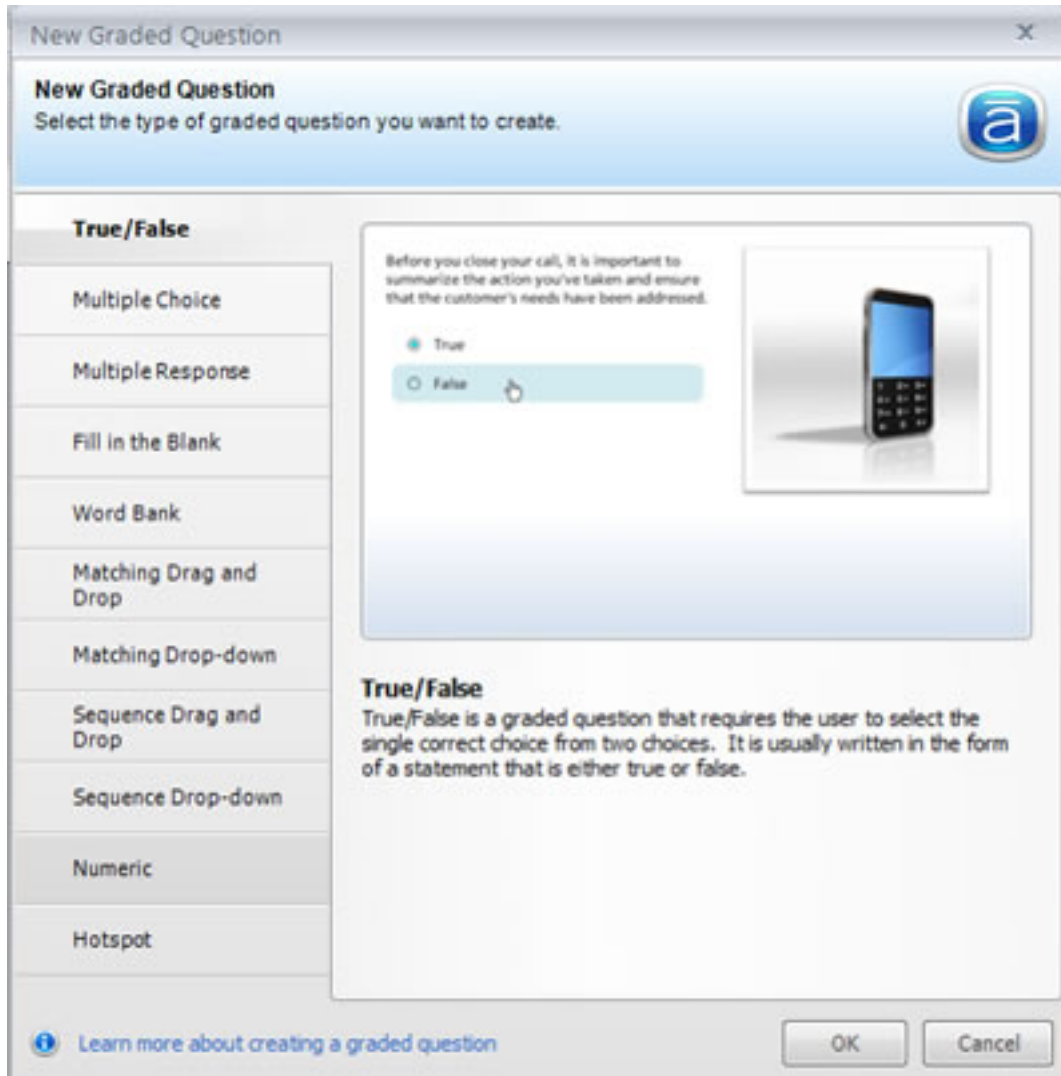 New Graded Question
New Graded Question
Select the type of graded question you want to create.
ā
True/False
Multiple Choice
Multiple Response
Fill in the Blank
Word Bank
Matching Drag and
Drop
Matching Drop-down
Sequence Drag and
Drop
Sequence Drop-down
Numeric
Hotspot
Before you close your call, it is important to
summarize the action you've taken and ensure
that the customer's needs have been addressed.
True
False
True/False
True/False is a graded question that requires the user to select the
single correct choice from two choices.  It is usually written in the form
of a statement that is either true or false.
Learn more about creating a graded question
OK
Cancel